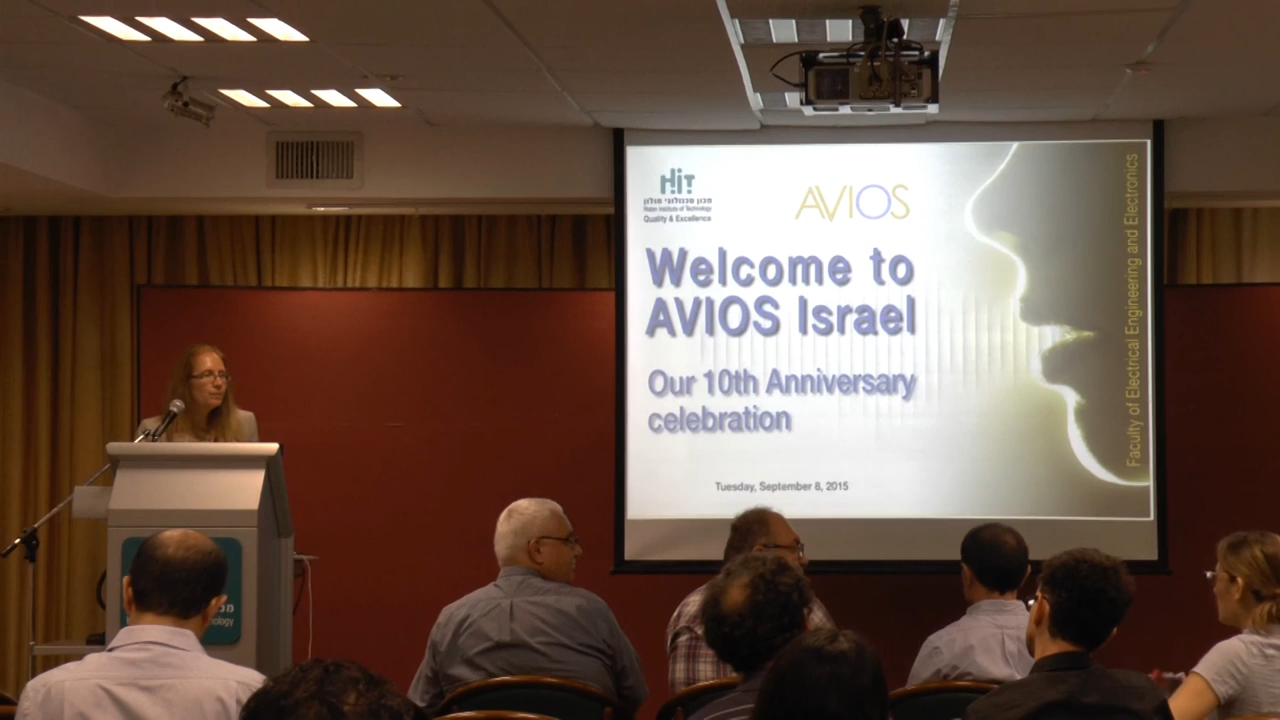 HiT
מכון טכנולוגי חולון
Holon Institute of Technology
Quality & Excellence
AVIOS
Welcome to
AVIOS Israel
Our 10th Anniversary
celebration
Tuesday, September 8, 2015
Faculty of Electrical Engineering and Electronics